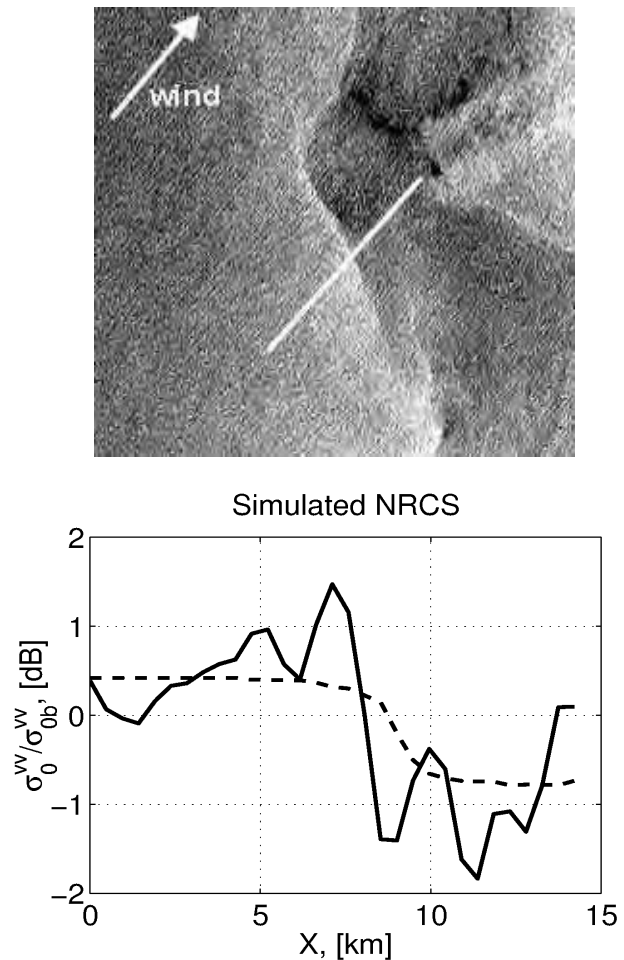 wind
Simulated NRCS
2
1
0
−1
−2
σ₀ᵛᵛ/σ₀bᵛᵛ, [dB]
0 5 10 15
X, [km]